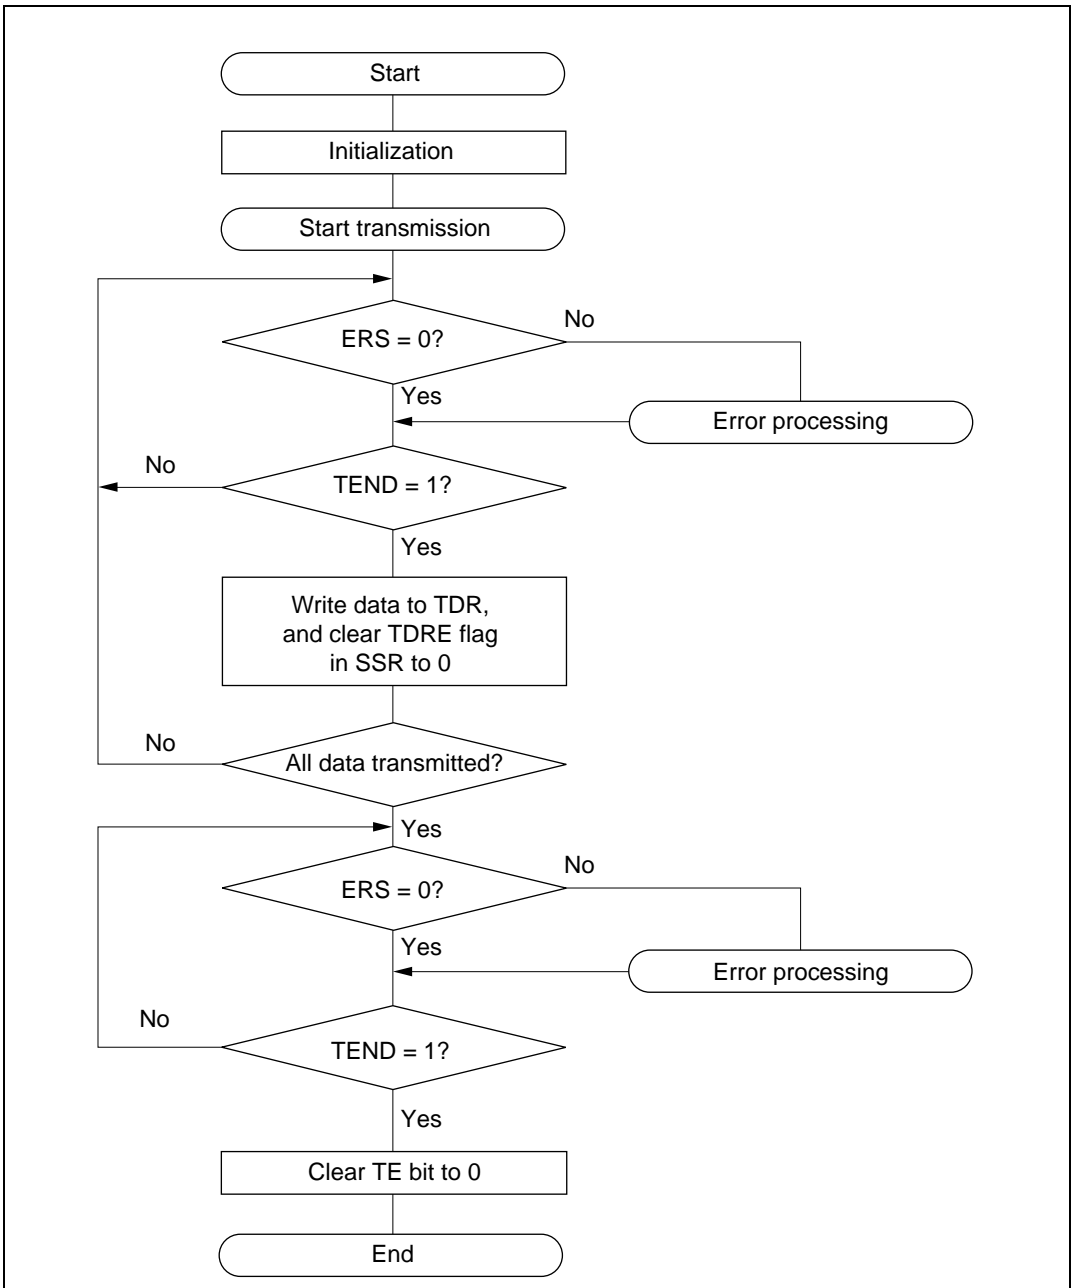 Start
Initialization
Start transmission
ERS = 0?
No
Yes
Error processing
No
TEND = 1?
Yes
Write data to TDR,
and clear TDRE flag
in SSR to 0
No
All data transmitted?
Yes
No
ERS = 0?
Yes
Error processing
No
TEND = 1?
Yes
Clear TE bit to 0
End